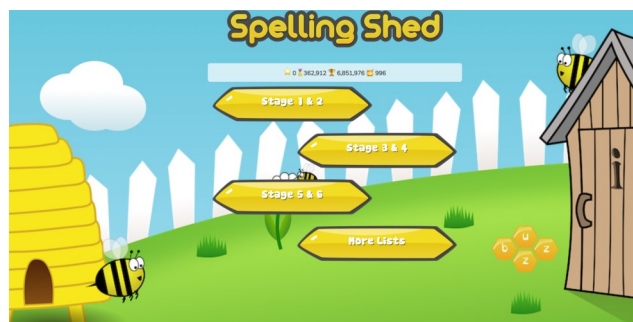 Spelling Shed
0 362,912 6,851,976 996
Stage 1 & 2
Stage 3 & 4
Stage 5 & 6
More Lists
i
u
b z
z